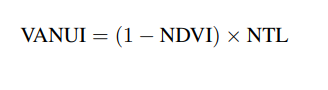 VANUI = (1 − NDVI) × NTL